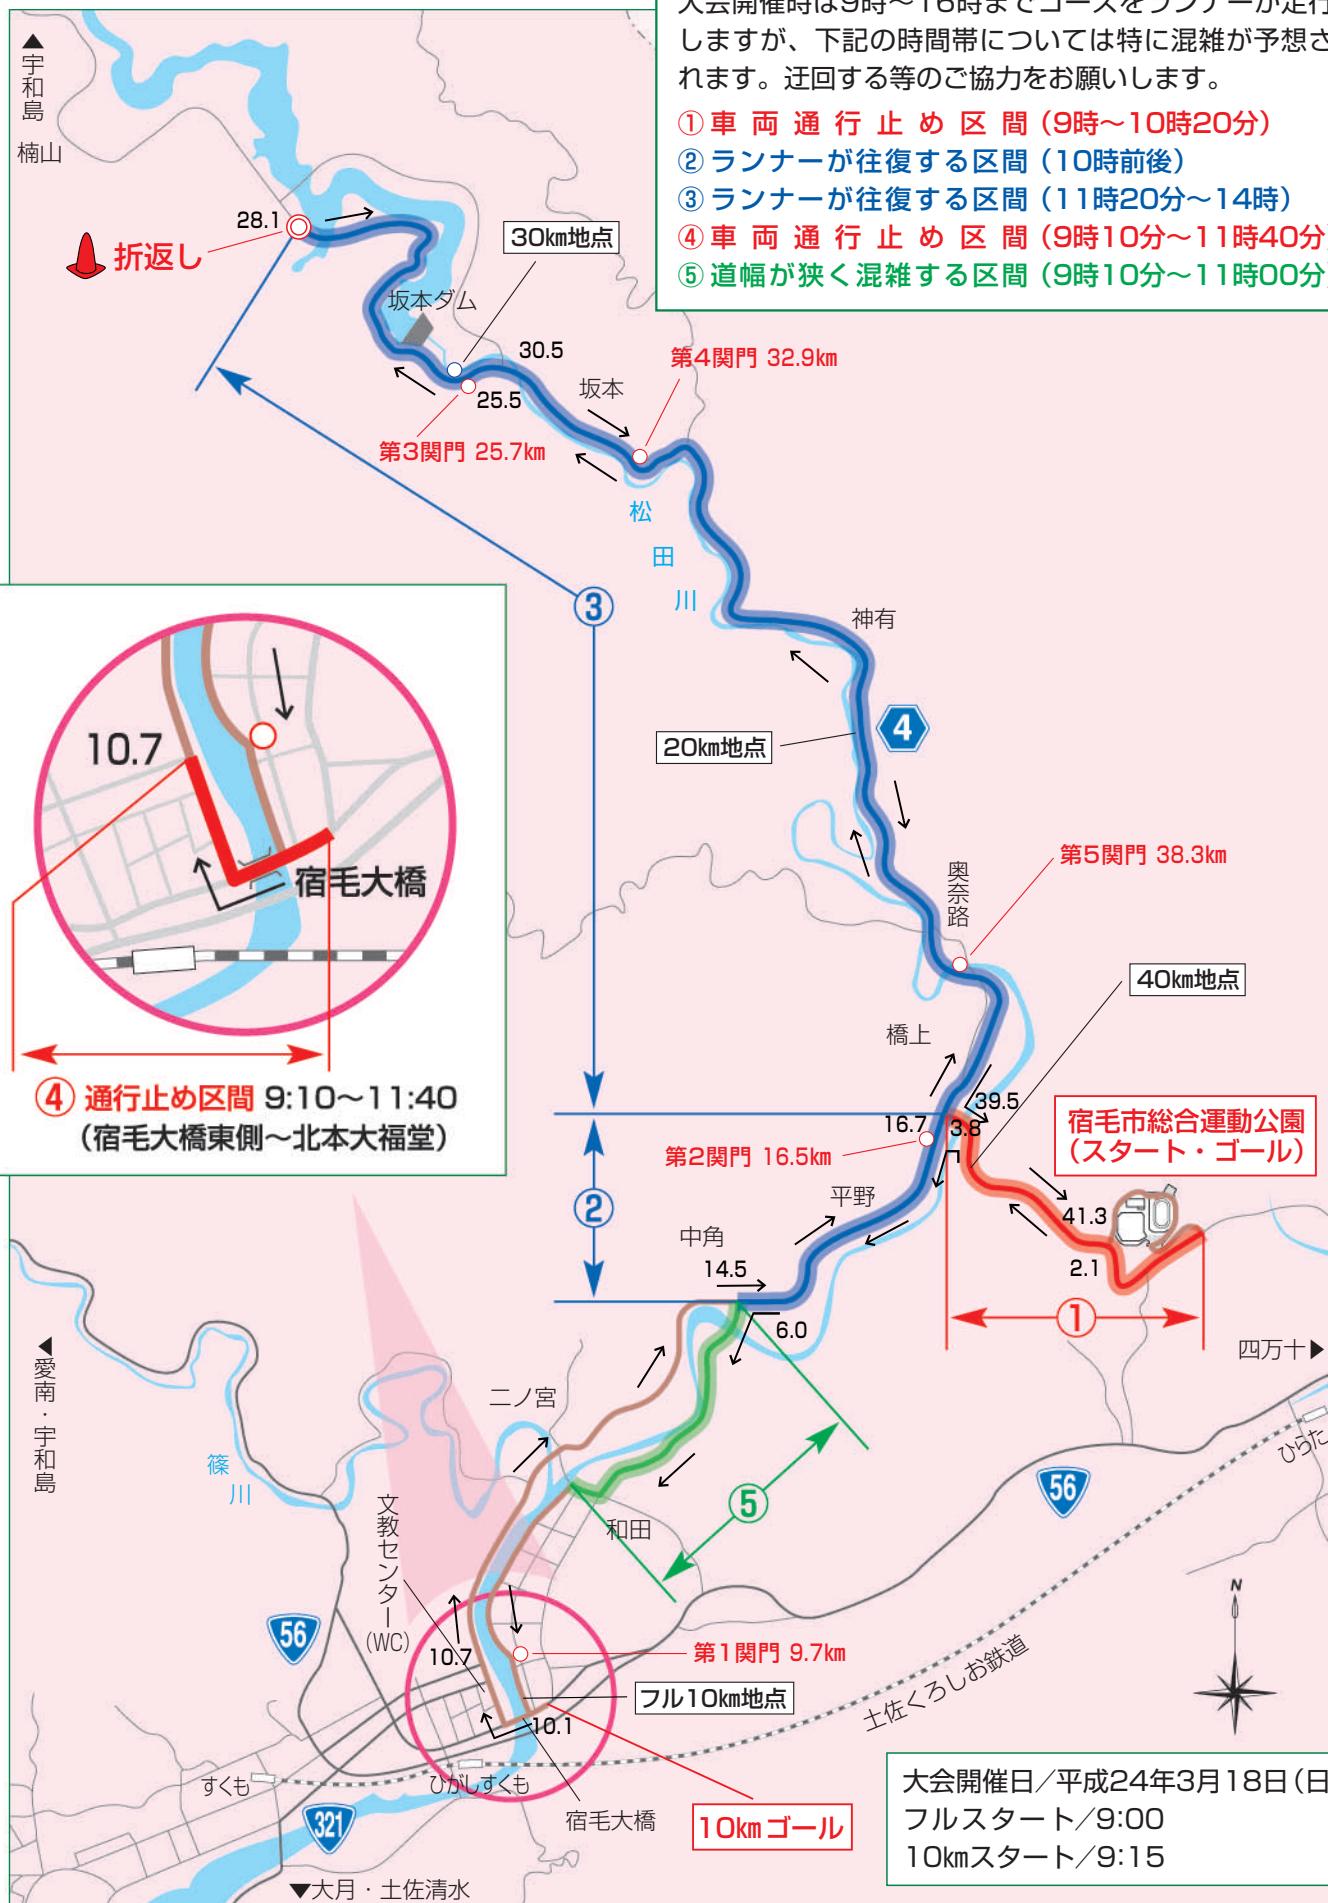 大会開催時は9時～16時までコースをランナーが走行
しますが、下記の時間帯については特に混雑が予想さ
れます。迂回する等のご協力をお願いします。
①車両通行止め区間（9時～10時20分）
②ランナーが往復する区間（10時前後）
③ランナーが往復する区間（11時20分～14時）
④車両通行止め区間（9時10分～11時40分）
⑤道幅が狭く混雑する区間（9時10分～11時00分
▲宇和島
楠山
28.1
折返し
30km地点
坂本ダム
30.5
第4関門 32.9km
坂本
25.5
第3関門 25.7km
松田川
③
神有
10.7
宿毛大橋
④ 通行止め区間 9:10～11:40
（宿毛大橋東側～北本大福堂）
20km地点
4
奥奈路
第5関門 38.3km
40km地点
橋上
39.5
16.7
3.8
宿毛市総合運動公園
（スタート・ゴール）
第2関門 16.5km
②
平野
41.3
中角
14.5
2.1
6.0
①
四万十▶
◀愛南・宇和島
二ノ宮
ひらた
篠川
56
文教センター(WC)
⑤
和田
N
56
10.7
第1関門 9.7km
フル10km地点
10.1
土佐くろしお鉄道
すくも
ひがしすくも
宿毛大橋
321
10kmゴール
▼大月・土佐清水
大会開催日／平成24年3月18日（日
フルスタート／9:00
10kmスタート／9:15